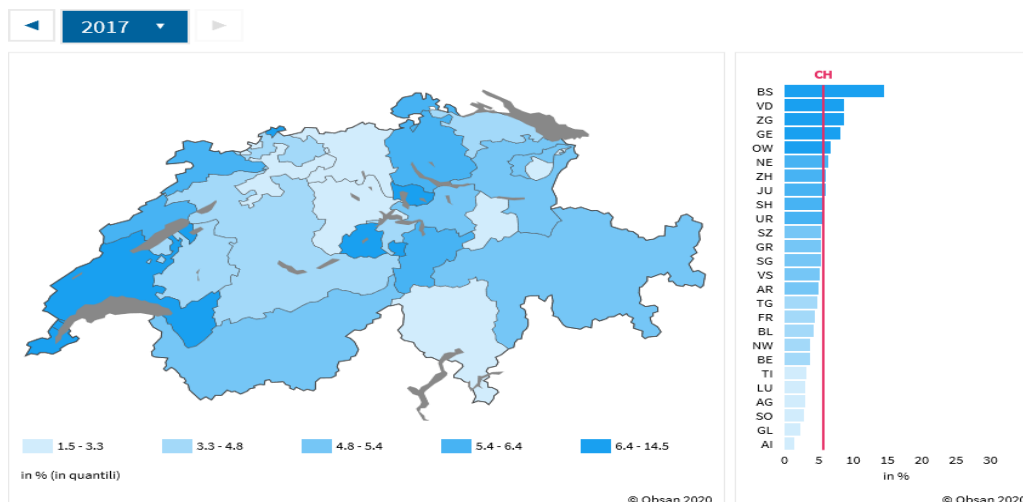 2017
1.5 - 3.3
3.3 - 4.8
4.8 - 5.4
5.4 - 6.4
6.4 - 14.5
in % (in quantili)
© Obsan 2020
CH
BS
VD
ZG
GE
OW
NE
ZH
JU
SH
UR
SZ
GR
SG
VS
AR
TG
FR
BL
NW
BE
TI
LU
AG
SO
GL
AI
0 5 10 15 20 25 30
in %
© Obsan 2020